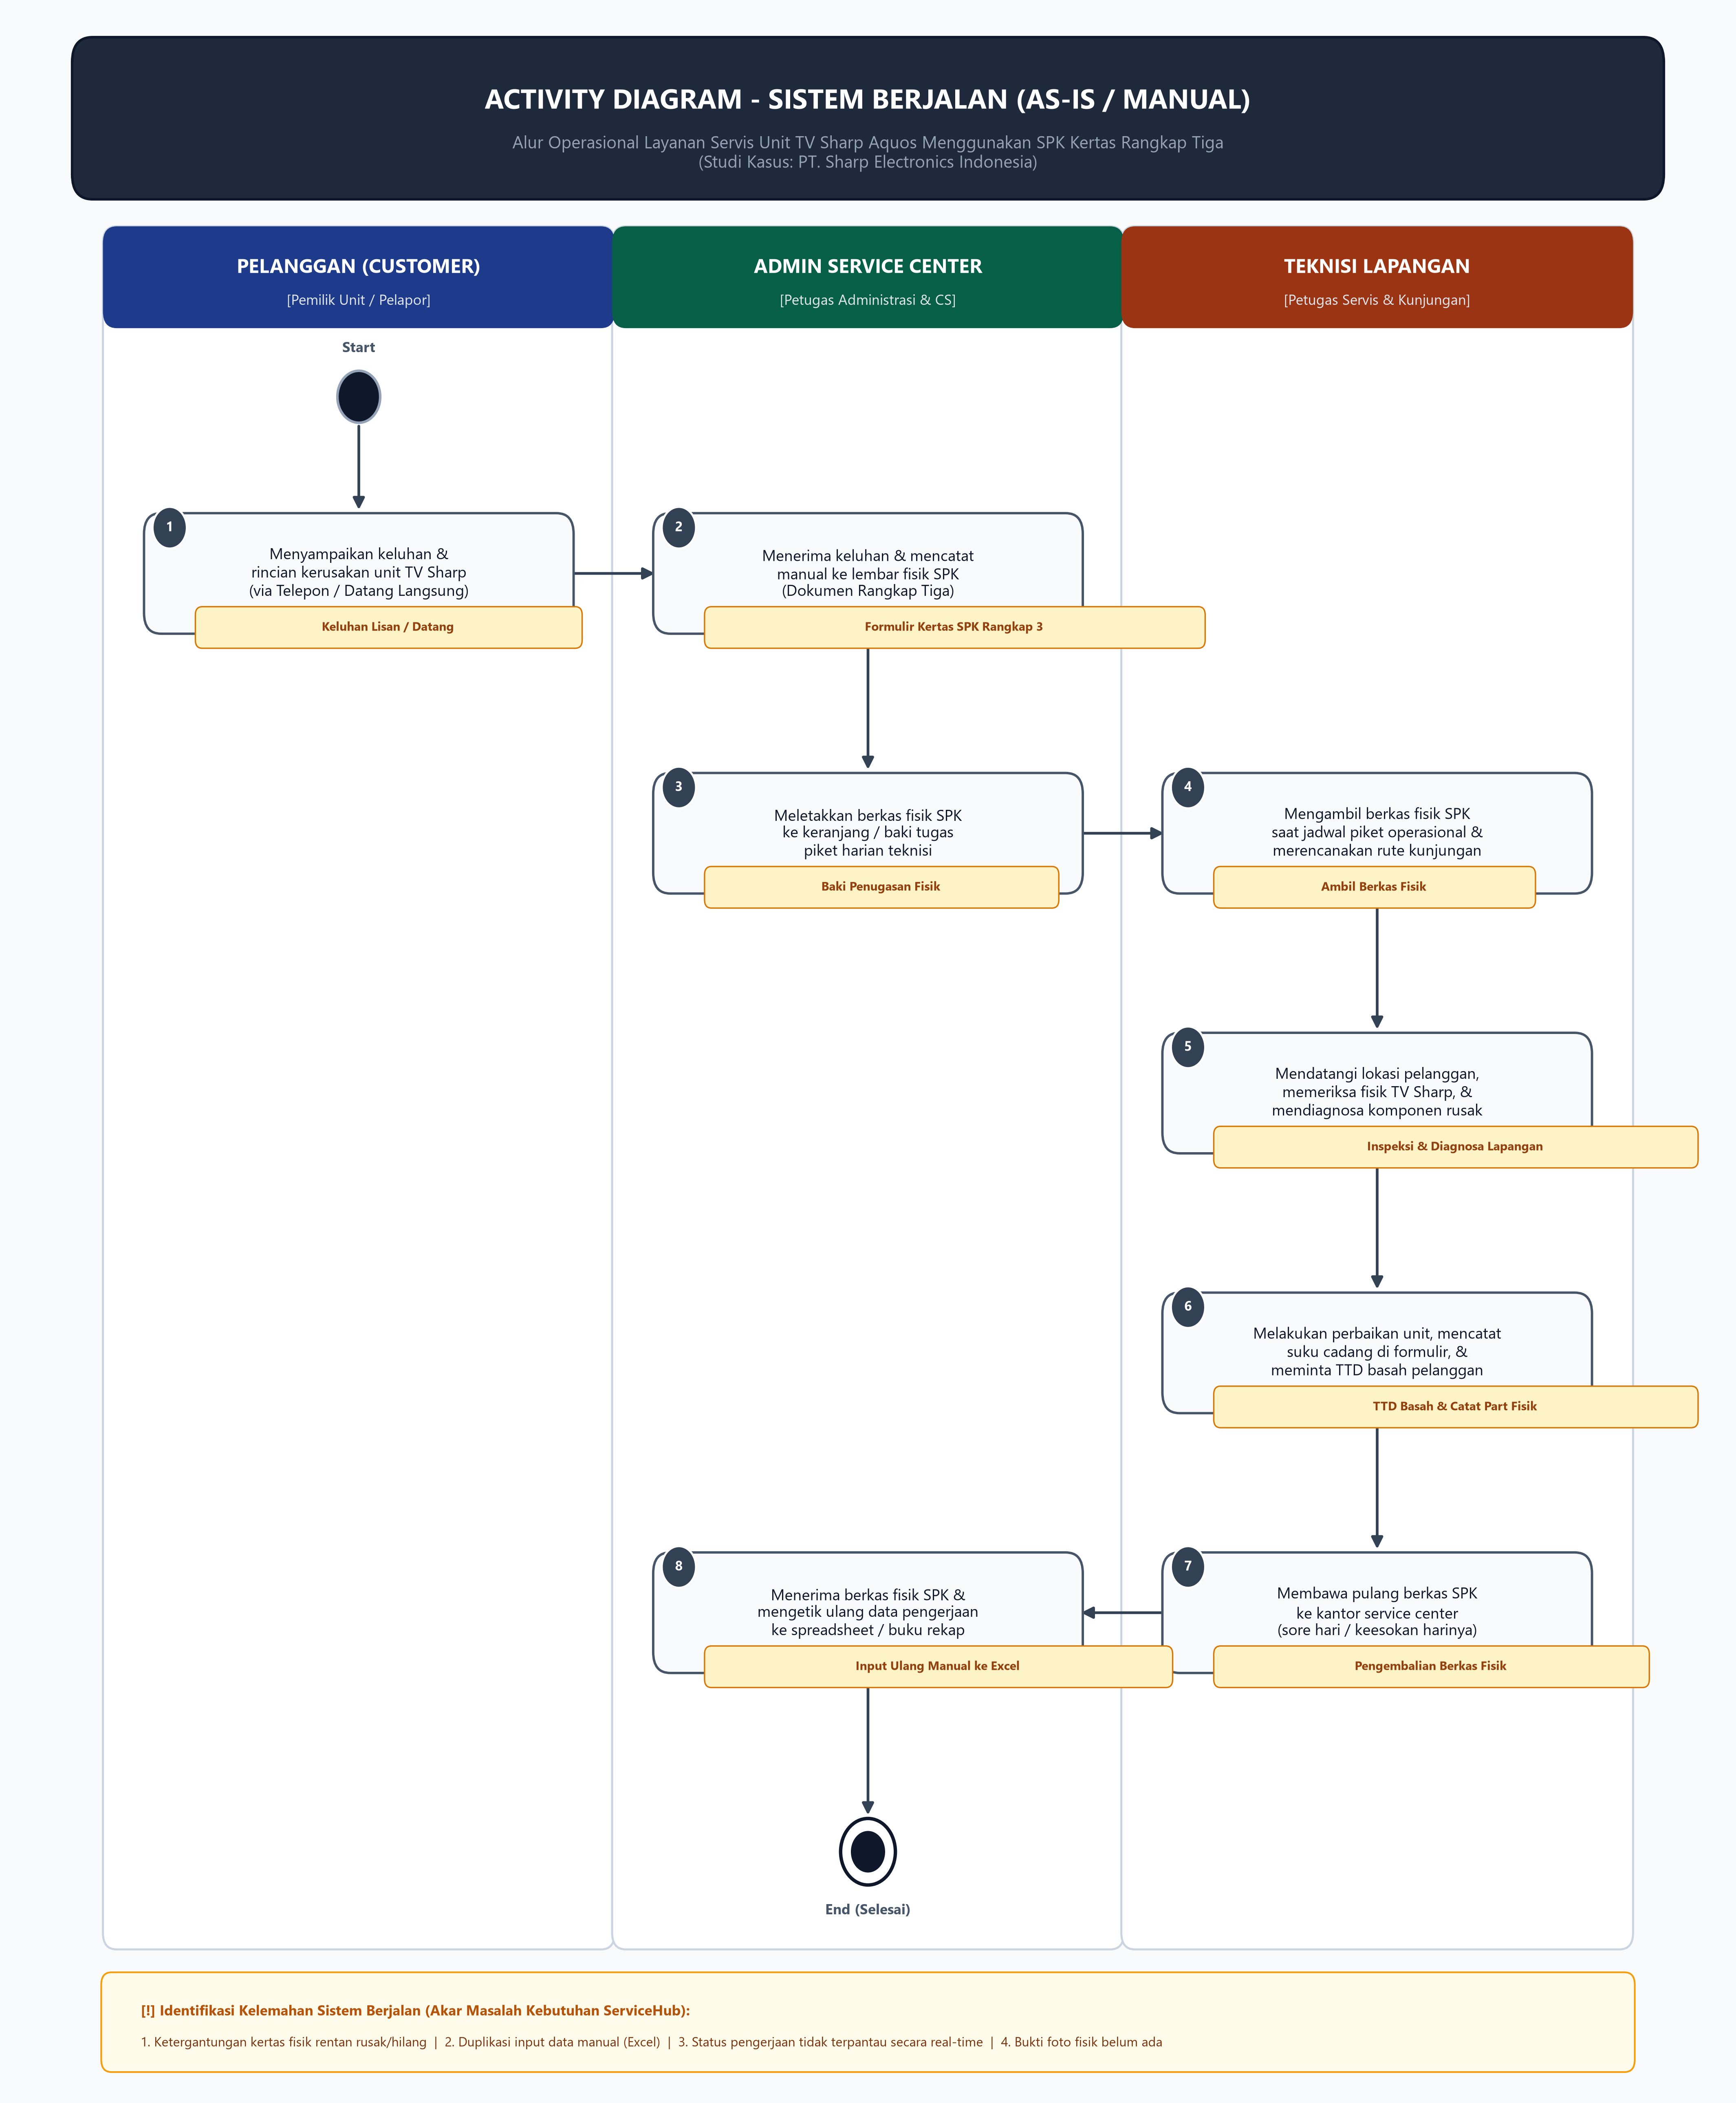 ACTIVITY DIAGRAM - SISTEM BERJALAN (AS-IS / MANUAL)
Alur Operasional Layanan Servis Unit TV Sharp Aquos Menggunakan SPK Kertas Rangkap Tiga
(Studi Kasus: PT. Sharp Electronics Indonesia)
PELANGGAN (CUSTOMER)
[Pemilik Unit / Pelapor]
ADMIN SERVICE CENTER
[Petugas Administrasi & CS]
TEKNISI LAPANGAN
[Petugas Servis & Kunjungan]
Start
1
Menyampaikan keluhan &
rincian kerusakan unit TV Sharp
(via Telepon / Datang Langsung)
Keluhan Lisan / Datang
2
Menerima keluhan & mencatat
manual ke lembar fisik SPK
(Dokumen Rangkap Tiga)
Formulir Kertas SPK Rangkap 3
3
Meletakkan berkas fisik SPK
ke keranjang / baki tugas
piket harian teknisi
Baki Penugasan Fisik
4
Mengambil berkas fisik SPK
saat jadwal piket operasional &
merencanakan rute kunjungan
Ambil Berkas Fisik
5
Mendatangi lokasi pelanggan,
memeriksa fisik TV Sharp, &
mendiagnosa komponen rusak
Inspeksi & Diagnosa Lapangan
6
Melakukan perbaikan unit, mencatat
suku cadang di formulir, &
meminta TTD basah pelanggan
TTD Basah & Catat Part Fisik
7
Membawa pulang berkas SPK
ke kantor service center
(sore hari / keesokan harinya)
Pengembalian Berkas Fisik
8
Menerima berkas fisik SPK &
mengetik ulang data pengerjaan
ke spreadsheet / buku rekap
Input Ulang Manual ke Excel
End (Selesai)
[!] Identifikasi Kelemahan Sistem Berjalan (Akar Masalah Kebutuhan ServiceHub):
1. Ketergantungan kertas fisik rentan rusak/hilang | 2. Duplikasi input data manual (Excel) | 3. Status pengerjaan tidak terpantau secara real-time | 4. Bukti foto fisik belum ada